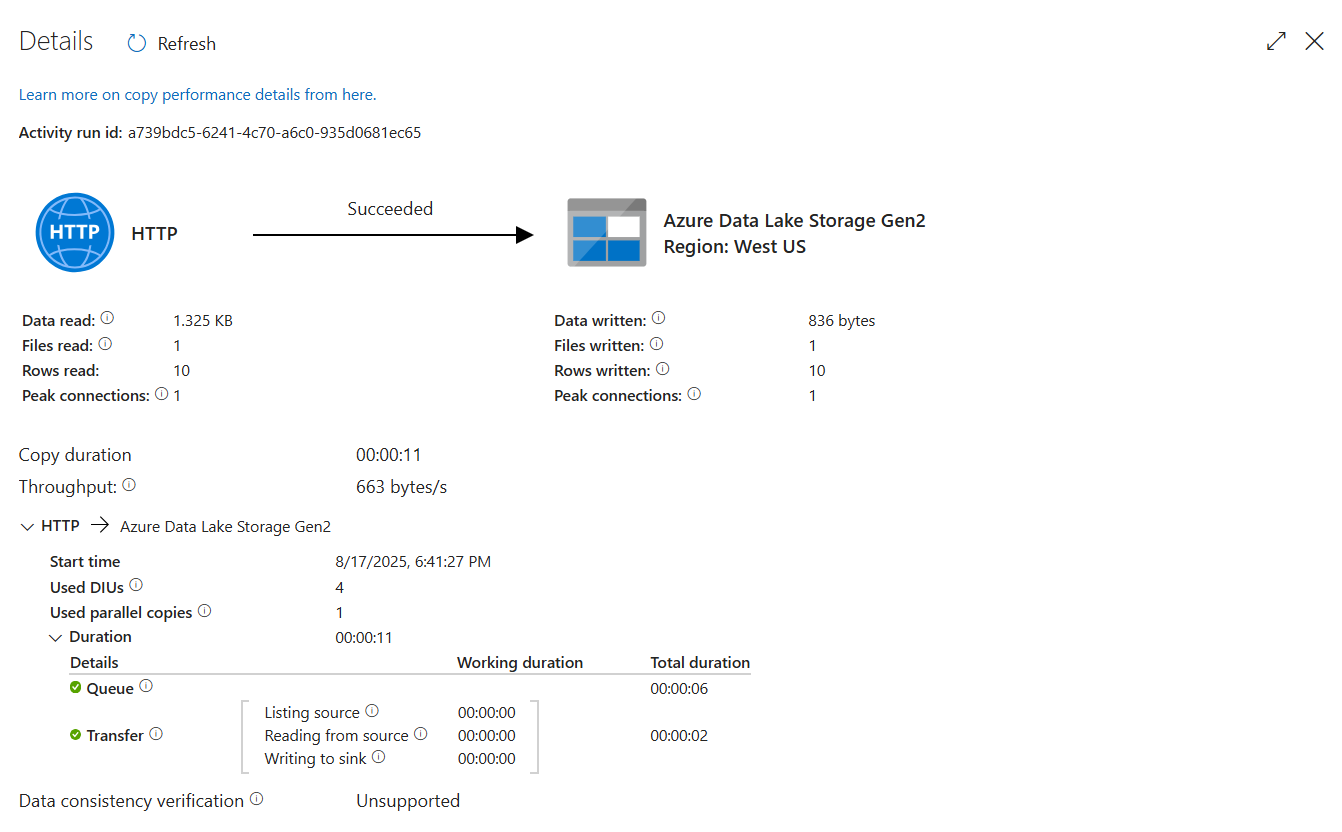 Details Refresh
Learn more on copy performance details from here.
Activity run id: a739bdc5-6241-4c70-a6c0-935d0681ec65
Succeeded
HTTP HTTP
Azure Data Lake Storage Gen2
Region: West US
Data read: 1.325 KB Data written: 836 bytes
Files read: 1 Files written: 1
Rows read: 10 Rows written: 10
Peak connections: 1 Peak connections: 1
Copy duration 00:00:11
Throughput: 663 bytes/s
HTTP → Azure Data Lake Storage Gen2
Start time 8/17/2025, 6:41:27 PM
Used DIUs 4
Used parallel copies 1
Duration 00:00:11
Details Working duration Total duration
Queue 00:00:06
Listing source 00:00:00
Transfer Reading from source 00:00:00 00:00:02
Writing to sink 00:00:00
Data consistency verification Unsupported